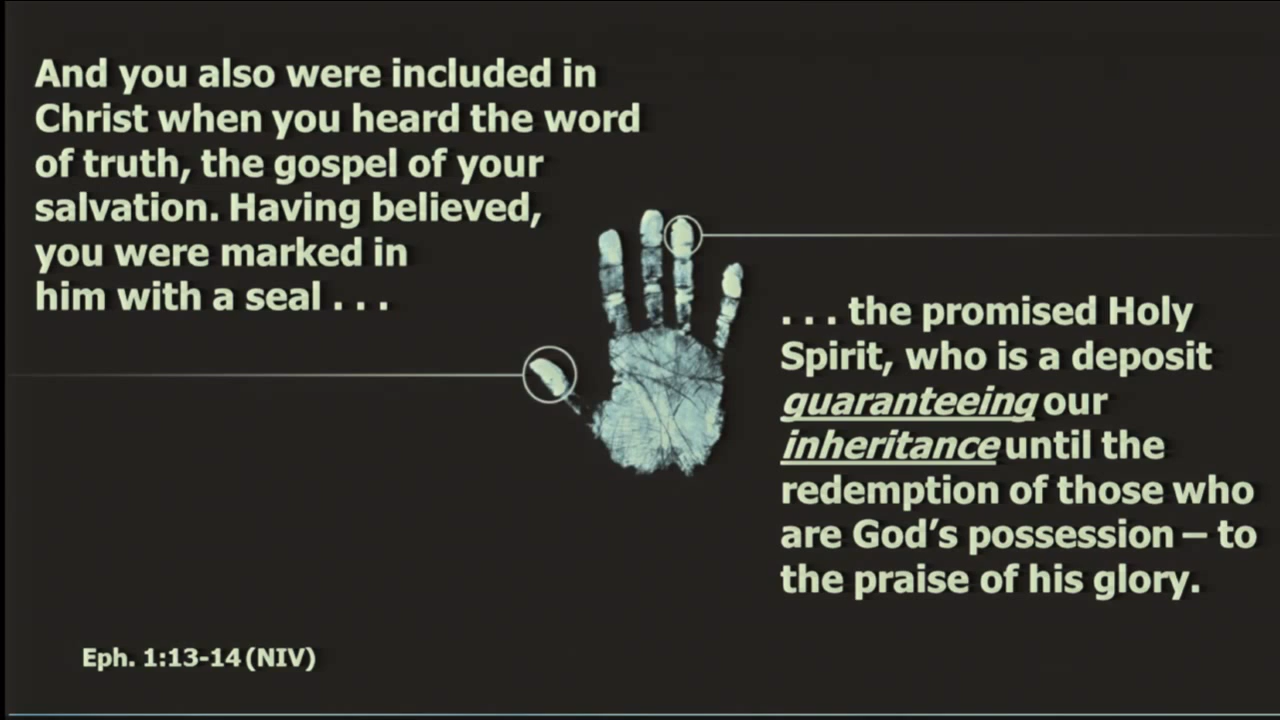 And you also were included in
Christ when you heard the word
of truth, the gospel of your
salvation. Having believed,
you were marked in
him with a seal . . .
. . . the promised Holy
Spirit, who is a deposit
guaranteeing our
inheritance until the
redemption of those who
are God’s possession – to
the praise of his glory.
Eph. 1:13-14 (NIV)